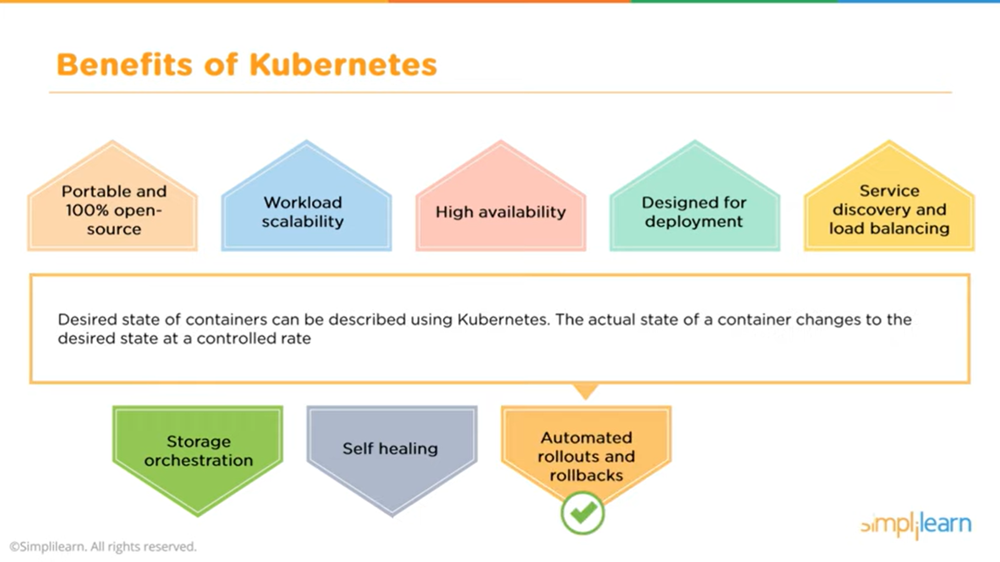 Benefits of Kubernetes
Portable and
100% open-
source
Workload
scalability
High availability
Designed for
deployment
Service
discovery and
load balancing
Desired state of containers can be described using Kubernetes. The actual state of a container changes to the
desired state at a controlled rate
Storage
orchestration
Self healing
Automated
rollouts and
rollbacks
simplilearn
©Simplilearn. All rights reserved.